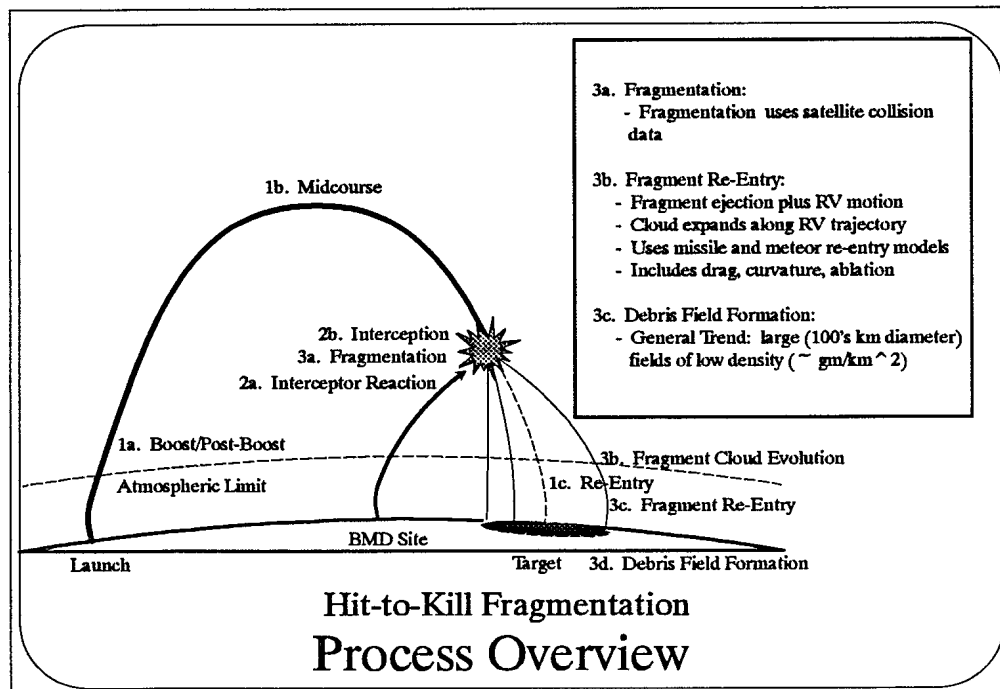 3a. Fragmentation:
- Fragmentation uses satellite collision
data
3b. Fragment Re-Entry:
- Fragment ejection plus RV motion
- Cloud expands along RV trajectory
- Uses missile and meteor re-entry models
- Includes drag, curvature, ablation
3c. Debris Field Formation:
- General Trend: large (100's km diameter)
fields of low density ( ~ gm/km^2)
1b. Midcourse
2b. Interception
3a. Fragmentation
2a. Interceptor Reaction
1a. Boost/Post-Boost
3b. Fragment Cloud Evolution
Atmospheric Limit
1c. Re-Entry
3c. Fragment Re-Entry
BMD Site
Launch
Target
3d. Debris Field Formation
Hit-to-Kill Fragmentation
Process Overview